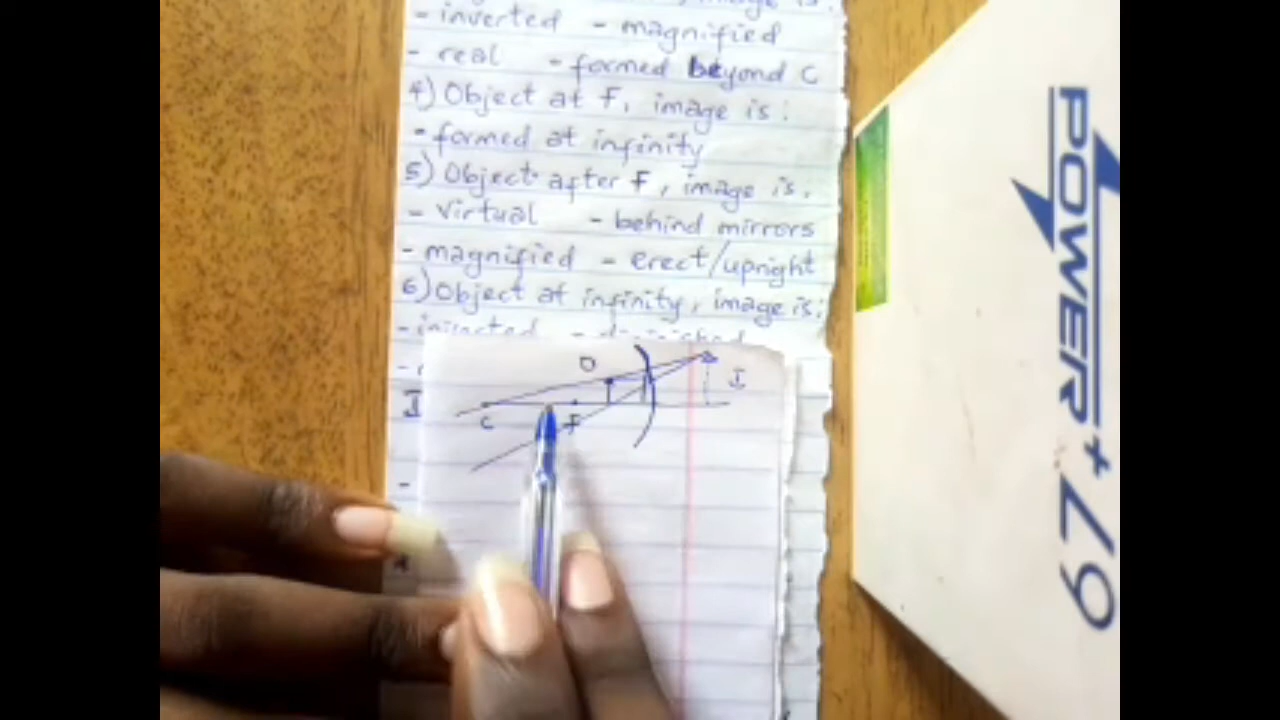 - inverted - magnified
- real - formed beyond C
4) Object at F, image is:
- formed at infinity
5) Object after F, image is.
- virtual - behind mirrors
- magnified - erect/upright
6) Object at infinity, image is:
O
I
C
F
I
POWER+ L9